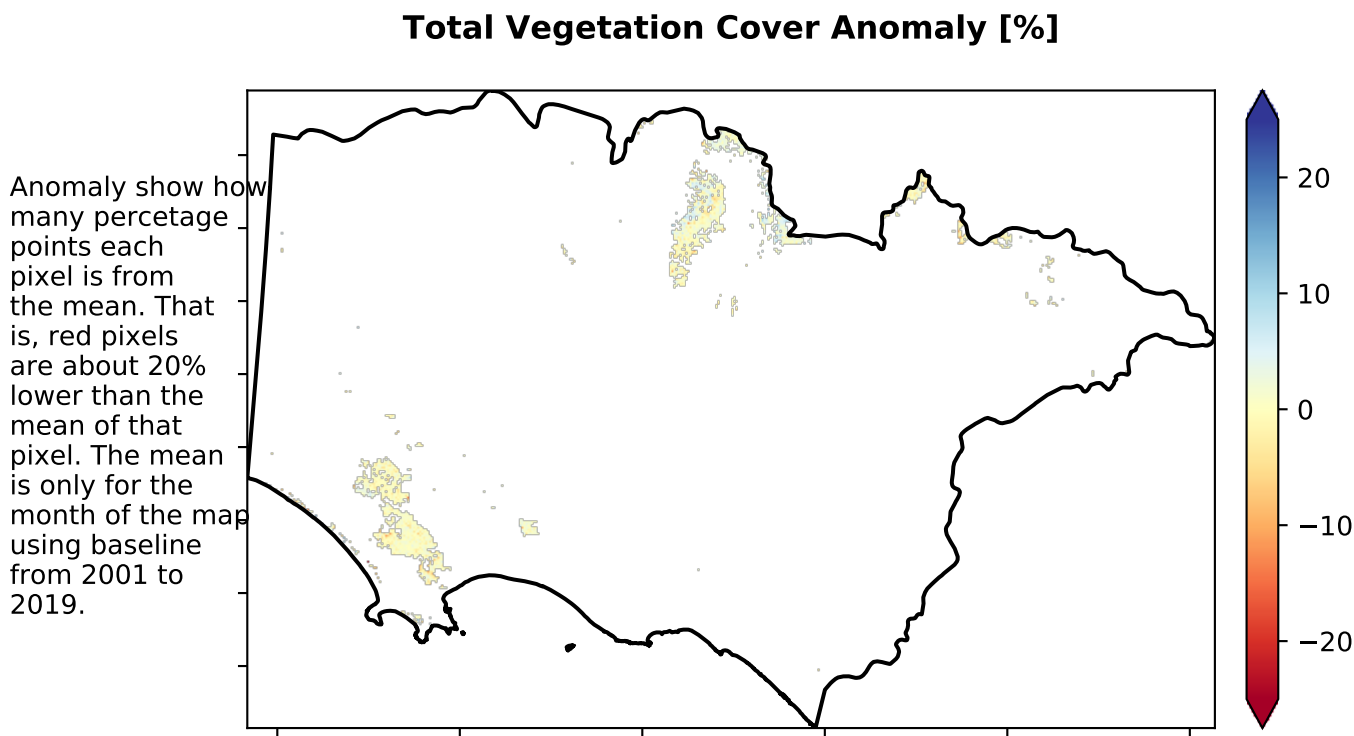 Total Vegetation Cover Anomaly [%]
Anomaly show how
many percetage
points each
pixel is from
the mean. That
is, red pixels
are about 20%
lower than the
mean of that
pixel. The mean
is only for the
month of the map
using baseline
from 2001 to
2019.
20
10
0
−10
−20